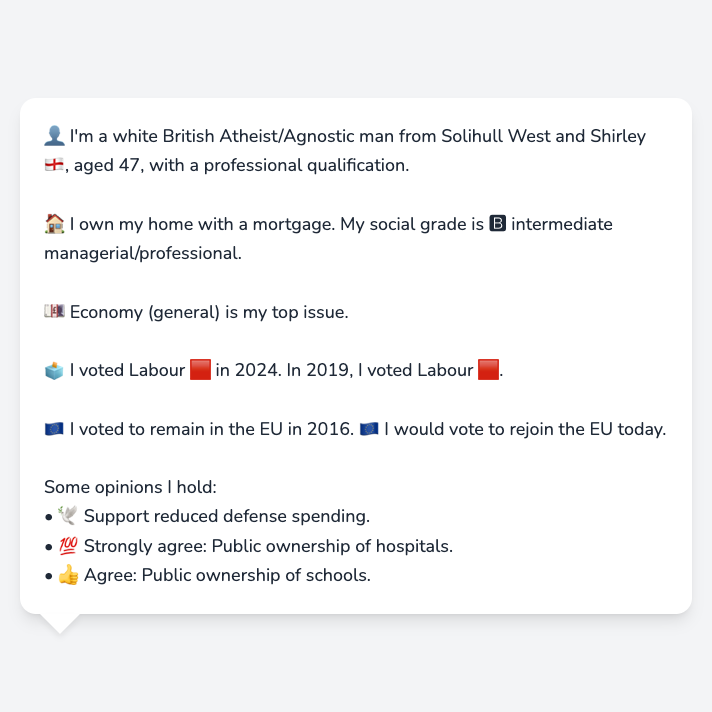 👤 I'm a white British Atheist/Agnostic man from Solihull West and Shirley
🏴󠁧󠁢󠁥󠁮󠁧󠁿, aged 47, with a professional qualification.
🏠 I own my home with a mortgage. My social grade is 🅱 intermediate
managerial/professional.
💷 Economy (general) is my top issue.
🗳️ I voted Labour 🟥 in 2024. In 2019, I voted Labour 🟥.
🇪🇺 I voted to remain in the EU in 2016. 🇪🇺 I would vote to rejoin the EU today.
Some opinions I hold:
• 🕊️ Support reduced defense spending.
• 💯 Strongly agree: Public ownership of hospitals.
• 👍 Agree: Public ownership of schools.